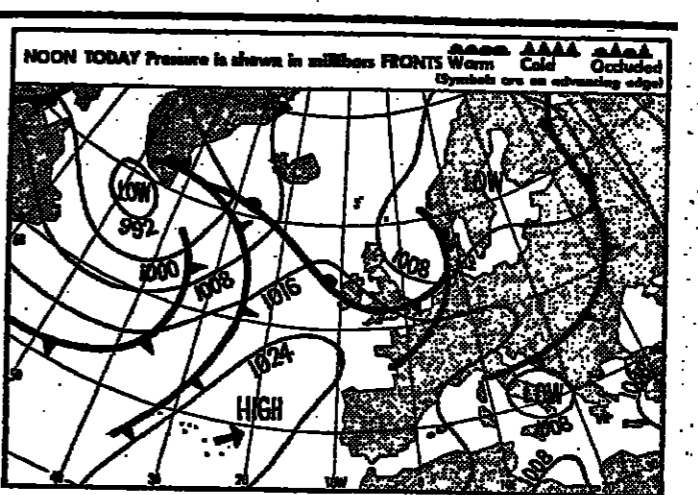 NOON TODAY Pressure is shown in millibars FRONTS Warm Cold Occluded
(Symbols are on advancing edge)
LOW
992
1000
1008
1016
1024
HIGH
LOW
1008
LOW
1008
1008
10W